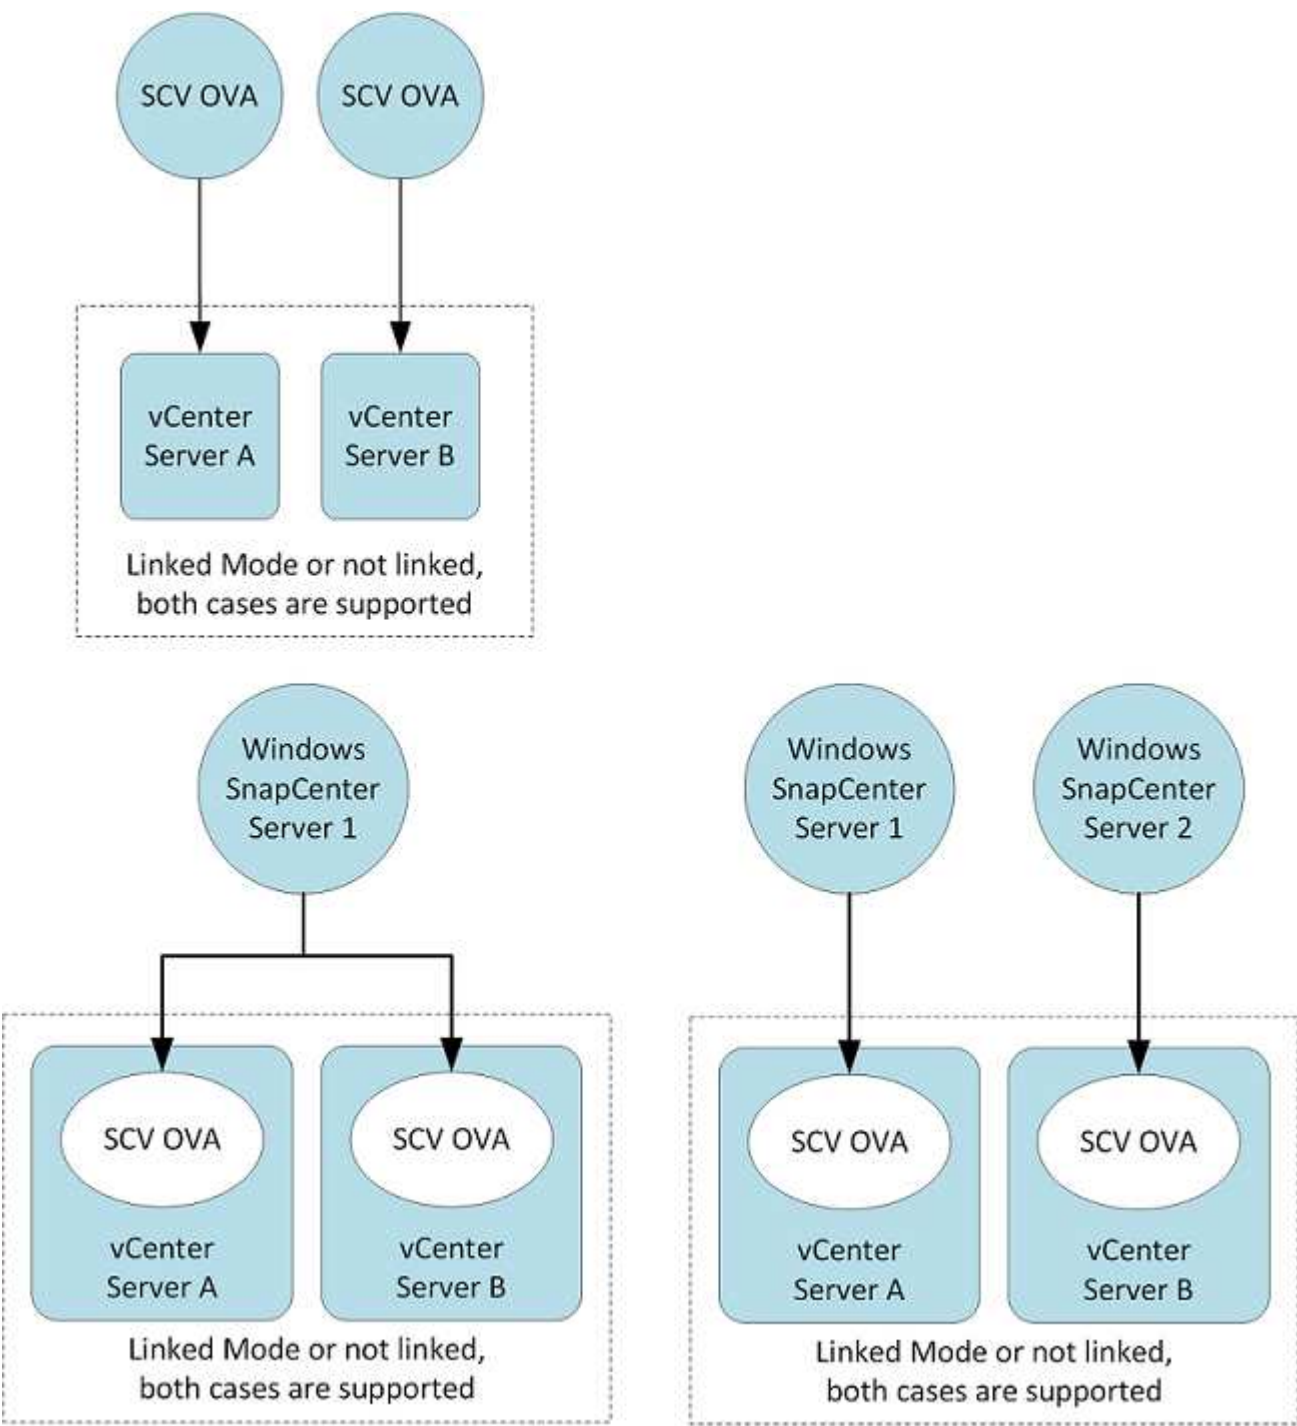 SCV OVA
SCV OVA
vCenter
Server A
vCenter
Server B
Linked Mode or not linked,
both cases are supported
Windows
SnapCenter
Server 1
SCV OVA
vCenter
Server A
SCV OVA
vCenter
Server B
Linked Mode or not linked,
both cases are supported
Windows
SnapCenter
Server 1
Windows
SnapCenter
Server 2
SCV OVA
vCenter
Server A
SCV OVA
vCenter
Server B
Linked Mode or not linked,
both cases are supported